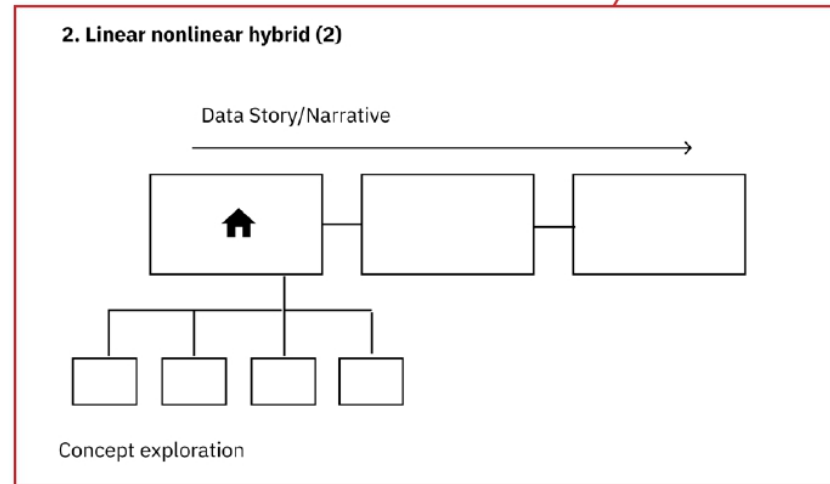 2. Linear nonlinear hybrid (2)
Data Story/Narrative
Concept exploration